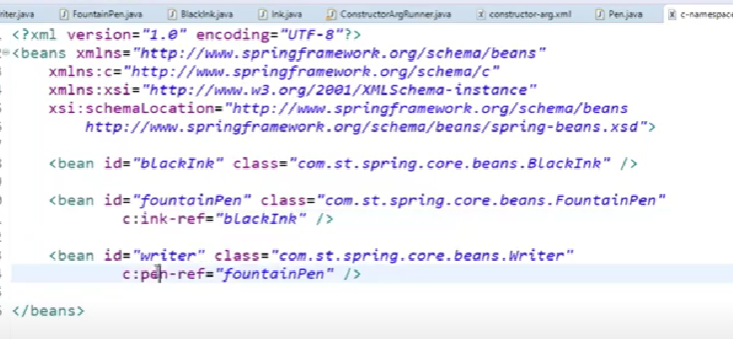 riter.java FountainPen.java BlackInk.java Ink.java ConstructorArgRunner.java constructor-arg.xml Pen.java c-namespace
<?xml version="1.0" encoding="UTF-8"?>
<beans xmlns="http://www.springframework.org/schema/beans"
xmlns:c="http://www.springframework.org/schema/c"
xmlns:xsi="http://www.w3.org/2001/XMLSchema-instance"
xsi:schemaLocation="http://www.springframework.org/schema/beans
http://www.springframework.org/schema/beans/spring-beans.xsd">
<bean id="blackInk" class="com.st.spring.core.beans.BlackInk" />
<bean id="fountainPen" class="com.st.spring.core.beans.FountainPen"
c:ink-ref="blackInk" />
<bean id="writer" class="com.st.spring.core.beans.Writer"
c:pen-ref="fountainPen" />
</beans>